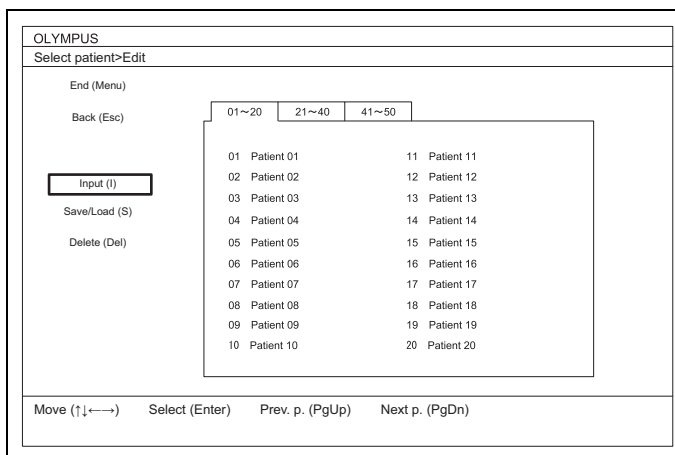 OLYMPUS
Select patient>Edit
End (Menu)
Back (Esc)
Input (I)
Save/Load (S)
Delete (Del)
01~20 21~40 41~50
01 Patient 01 11 Patient 11
02 Patient 02 12 Patient 12
03 Patient 03 13 Patient 13
04 Patient 04 14 Patient 14
05 Patient 05 15 Patient 15
06 Patient 06 16 Patient 16
07 Patient 07 17 Patient 17
08 Patient 08 18 Patient 18
09 Patient 09 19 Patient 19
10 Patient 10 20 Patient 20
Move (↑↓←→) Select (Enter) Prev. p. (PgUp) Next p. (PgDn)